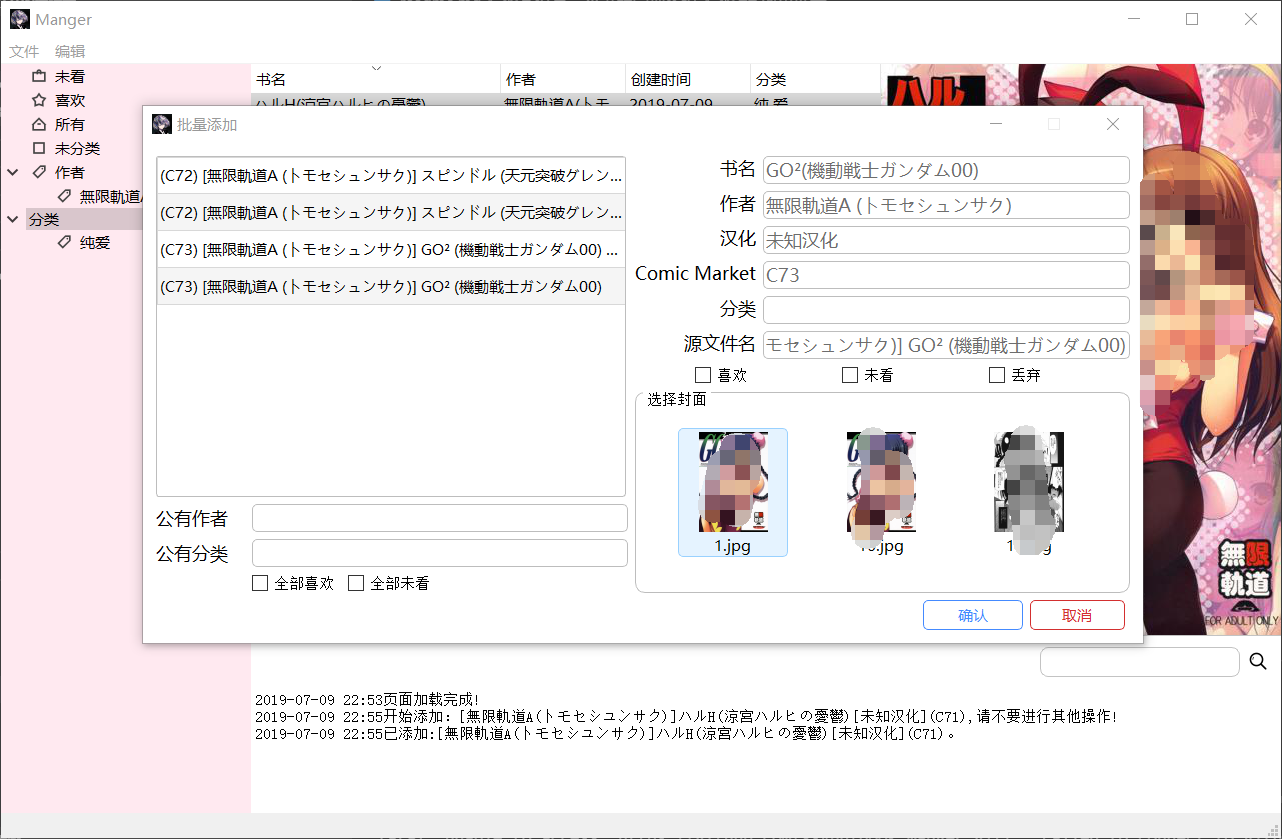 Manger
文件 编辑
未看
喜欢
所有
未分类
作者
無限軌道
分类
纯爱
书名 作者 创建时间 分类
ハルH(涼宮ハルヒの憂鬱) 無限軌道A(トモ 2019-07-09 纯爱
ハル
批量添加
(C72) [無限軌道A (トモセシュンサク)] スピンドル (天元突破グレン...
(C72) [無限軌道A (トモセシュンサク)] スピンドル (天元突破グレン...
(C73) [無限軌道A (トモセシュンサク)] GO² (機動戦士ガンダム00) ...
(C73) [無限軌道A (トモセシュンサク)] GO² (機動戦士ガンダム00)
公有作者
公有分类
全部喜欢 全部未看
书名 GO²(機動戦士ガンダム00)
作者 無限軌道A (トモセシュンサク)
汉化 未知汉化
Comic Market C73
分类
源文件名 モセシュンサク)] GO² (機動戦士ガンダム00)
喜欢 未看 丢弃
选择封面
1.jpg
确认 取消
無限
軌道
FOR ADULT ONLY
2019-07-09 22:53页面加载完成!
2019-07-09 22:55开始添加: [無限軌道A(トモセシュンサク)]ハルH(涼宮ハルヒの憂鬱)[未知汉化](C71),请不要进行其他操作!
2019-07-09 22:55已添加:[無限軌道A(トモセシュンサク)]ハルH(涼宮ハルヒの憂鬱)[未知汉化](C71)。